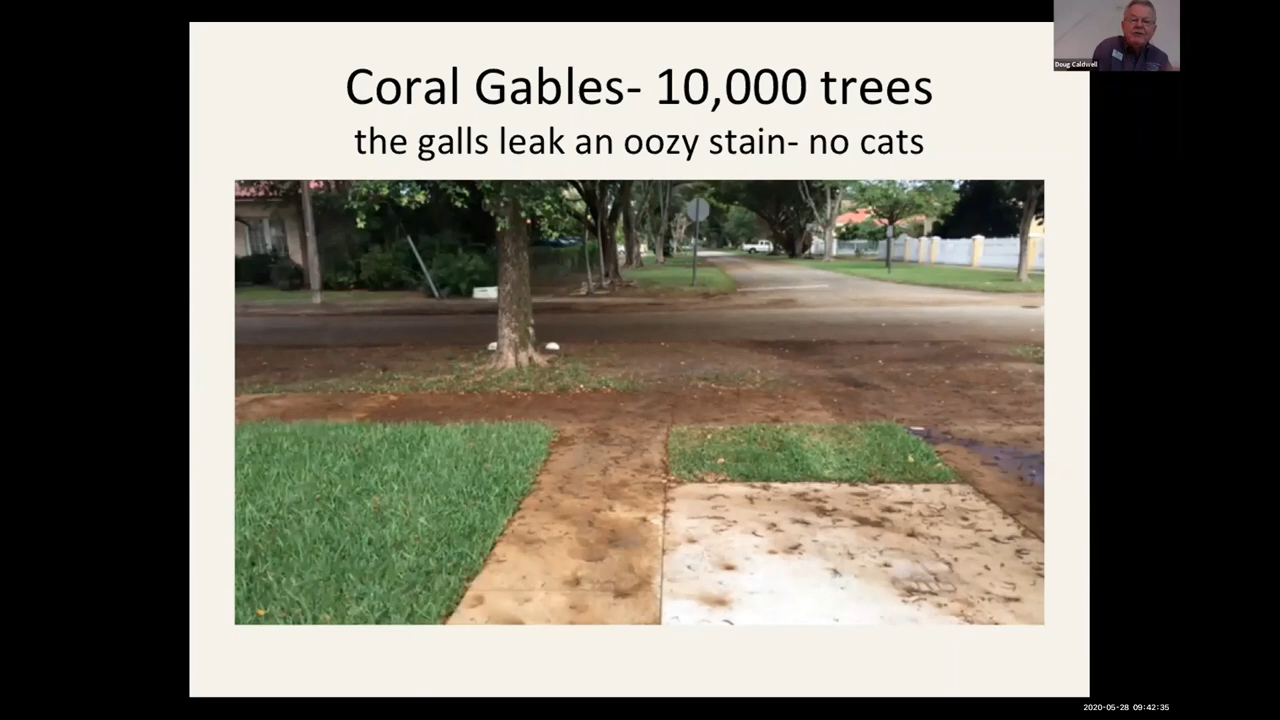 Coral Gables- 10,000 trees
the galls leak an oozy stain- no cats
Doug Caldwell
2020-05-28 09:42:35